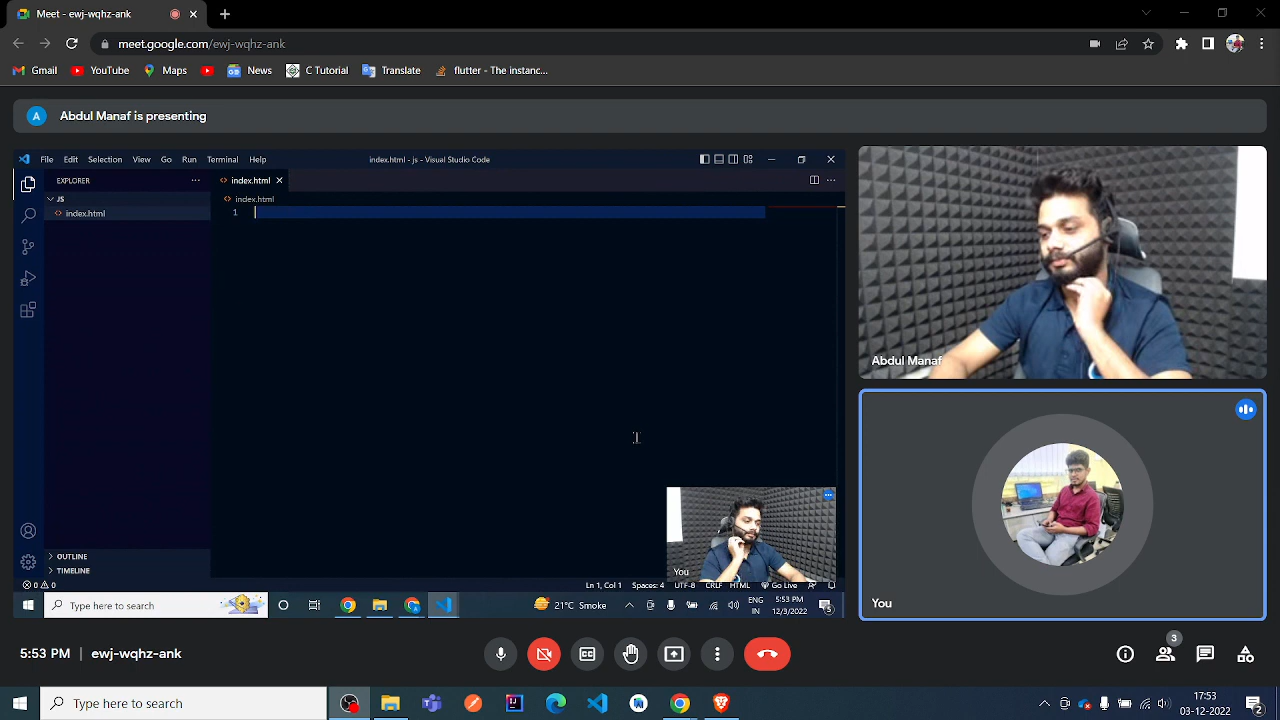 Meet - ewj-wqhz-ank
meet.google.com/ewj-wqhz-ank
Gmail YouTube Maps News C Tutorial Translate flutter - The instanc...
A Abdul Manaf is presenting
File Edit Selection View Go Run Terminal Help index.html - js - Visual Studio Code
EXPLORER
JS
index.html
OUTLINE
TIMELINE
index.html
index.html
1
You
0 0 Ln 1, Col 1 Spaces: 4 UTF-8 CRLF HTML Go Live
Type here to search 21°C Smoke ENG IN 5:53 PM 12/3/2022 5
Abdul Manaf
You
5:53 PM | ewj-wqhz-ank 3
Type here to search 17:53 03-12-2022 2